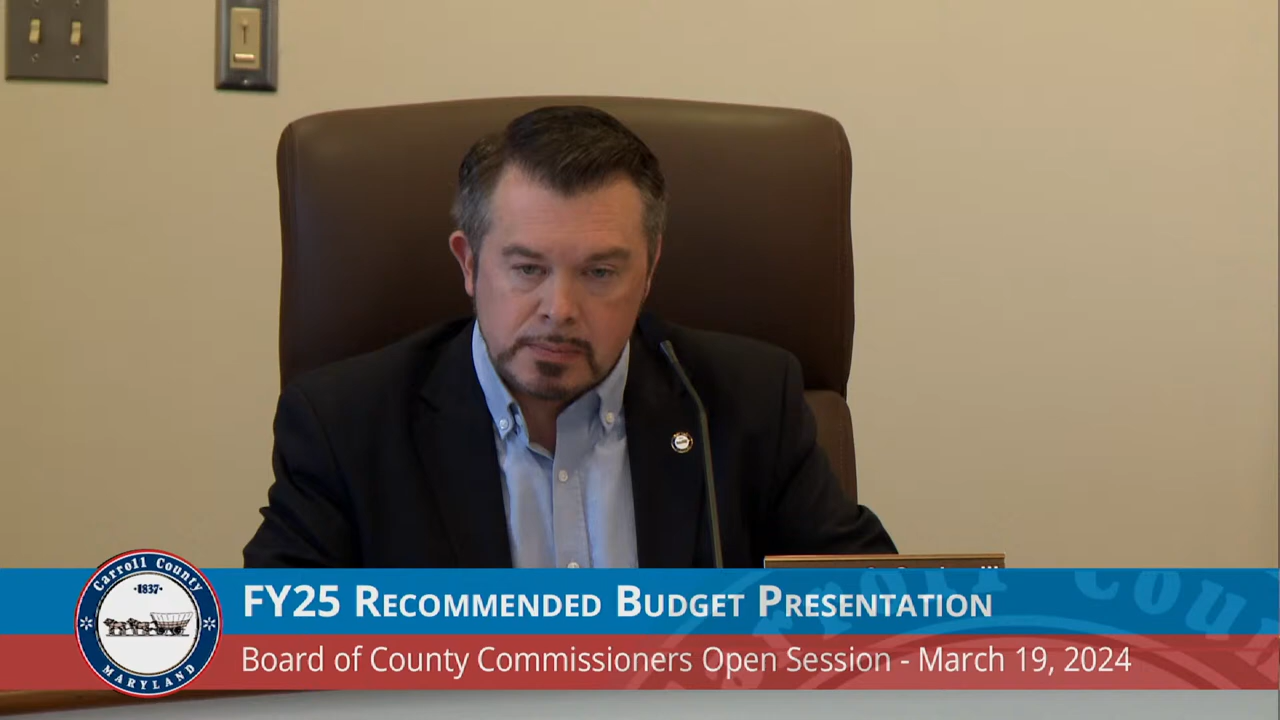 FY25 RECOMMENDED BUDGET PRESENTATION
Board of County Commissioners Open Session - March 19, 2024
Carroll County
·1837·
MARYLAND